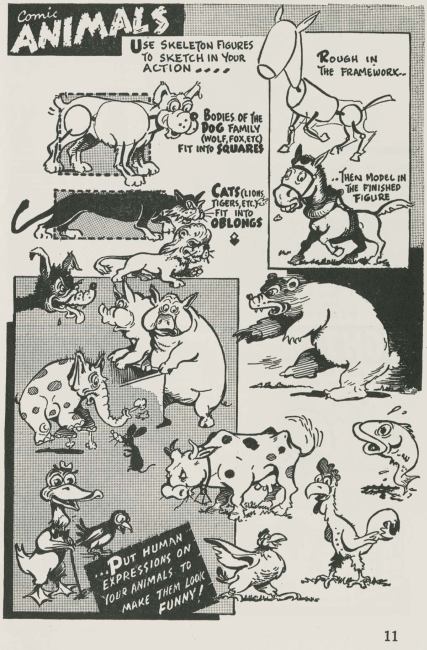 Comic
ANIMALS
USE SKELETON FIGURES
TO SKETCH IN YOUR
ACTION ....
ROUGH IN
THE FRAMEWORK..
BODIES OF THE
DOG FAMILY
(WOLF, FOX, ETC)
FIT INTO SQUARES
..THEN MODEL IN
THE FINISHED
FIGURE
CATS (LIONS,
TIGERS, ETC.)
FIT INTO
OBLONGS
...PUT HUMAN
EXPRESSIONS ON
YOUR ANIMALS TO
MAKE THEM LOOK
FUNNY!
11